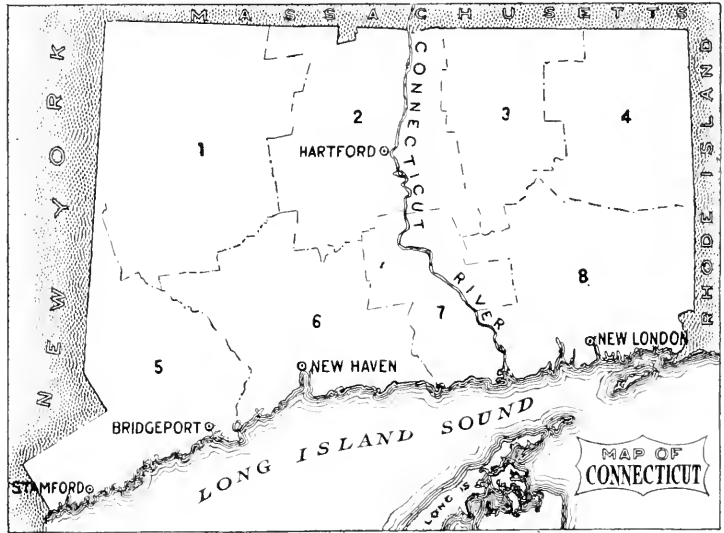 MASSACHUSETTS
NEW YORK
RHODE ISLAND
CONNECTICUT RIVER
1
2
3
4
HARTFORD
5
6
7
8
NEW LONDON
NEW HAVEN
BRIDGEPORT
STAMFORD
LONG ISLAND SOUND
MAP OF
CONNECTICUT
LONG IS